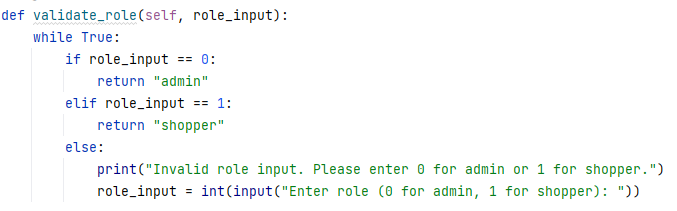 def validate_role(self, role_input):
    while True:
        if role_input == 0:
            return "admin"
        elif role_input == 1:
            return "shopper"
        else:
            print("Invalid role input. Please enter 0 for admin or 1 for shopper.")
            role_input = int(input("Enter role (0 for admin, 1 for shopper): "))